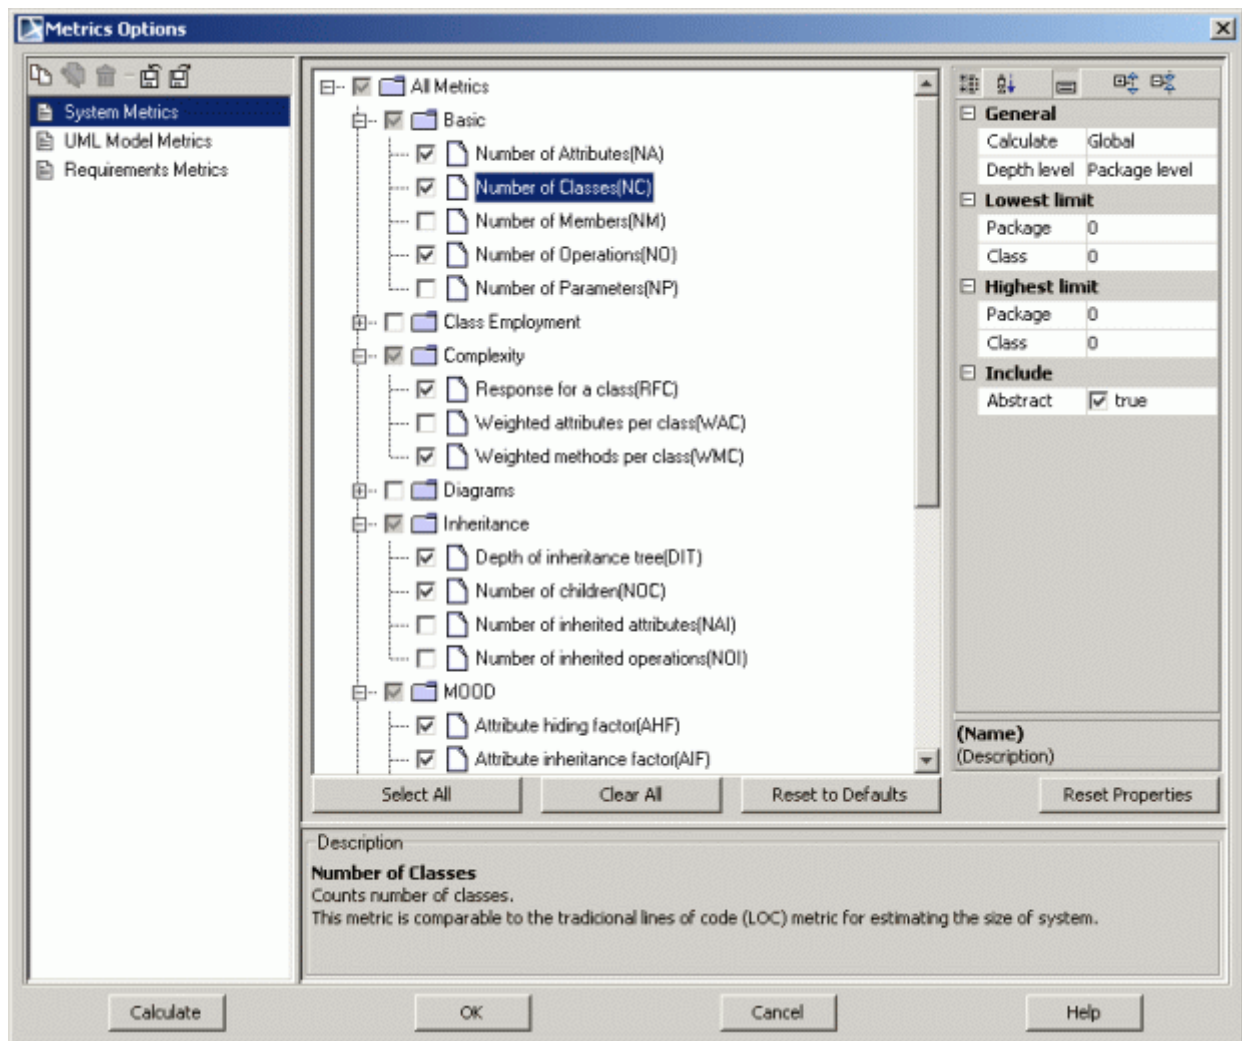 Metrics Options
System Metrics
UML Model Metrics
Requirements Metrics
All Metrics
Basic
Number of Attributes(NA)
Number of Classes(NC)
Number of Members(NM)
Number of Operations(NO)
Number of Parameters(NP)
Class Employment
Complexity
Response for a class(RFC)
Weighted attributes per class(WAC)
Weighted methods per class(WMC)
Diagrams
Inheritance
Depth of inheritance tree(DIT)
Number of children(NOC)
Number of inherited attributes(NAI)
Number of inherited operations(NOI)
MOOD
Attribute hiding factor(AHF)
Attribute inheritance factor(AIF)
Select All Clear All Reset to Defaults
General
Calculate Global
Depth level Package level
Lowest limit
Package 0
Class 0
Highest limit
Package 0
Class 0
Include
Abstract true
(Name)
(Description)
Reset Properties
Description
Number of Classes
Counts number of classes.
This metric is comparable to the tradicional lines of code (LOC) metric for estimating the size of system.
Calculate OK Cancel Help